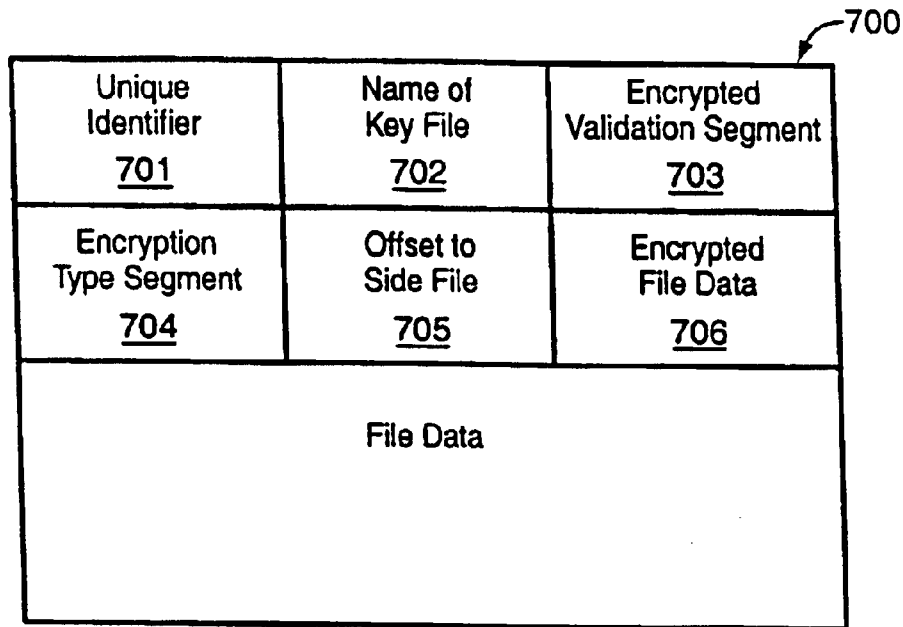 700
Unique
Identifier
701
Name of
Key File
702
Encrypted
Validation Segment
703
Encryption
Type Segment
704
Offset to
Side File
705
Encrypted
File Data
706
File Data